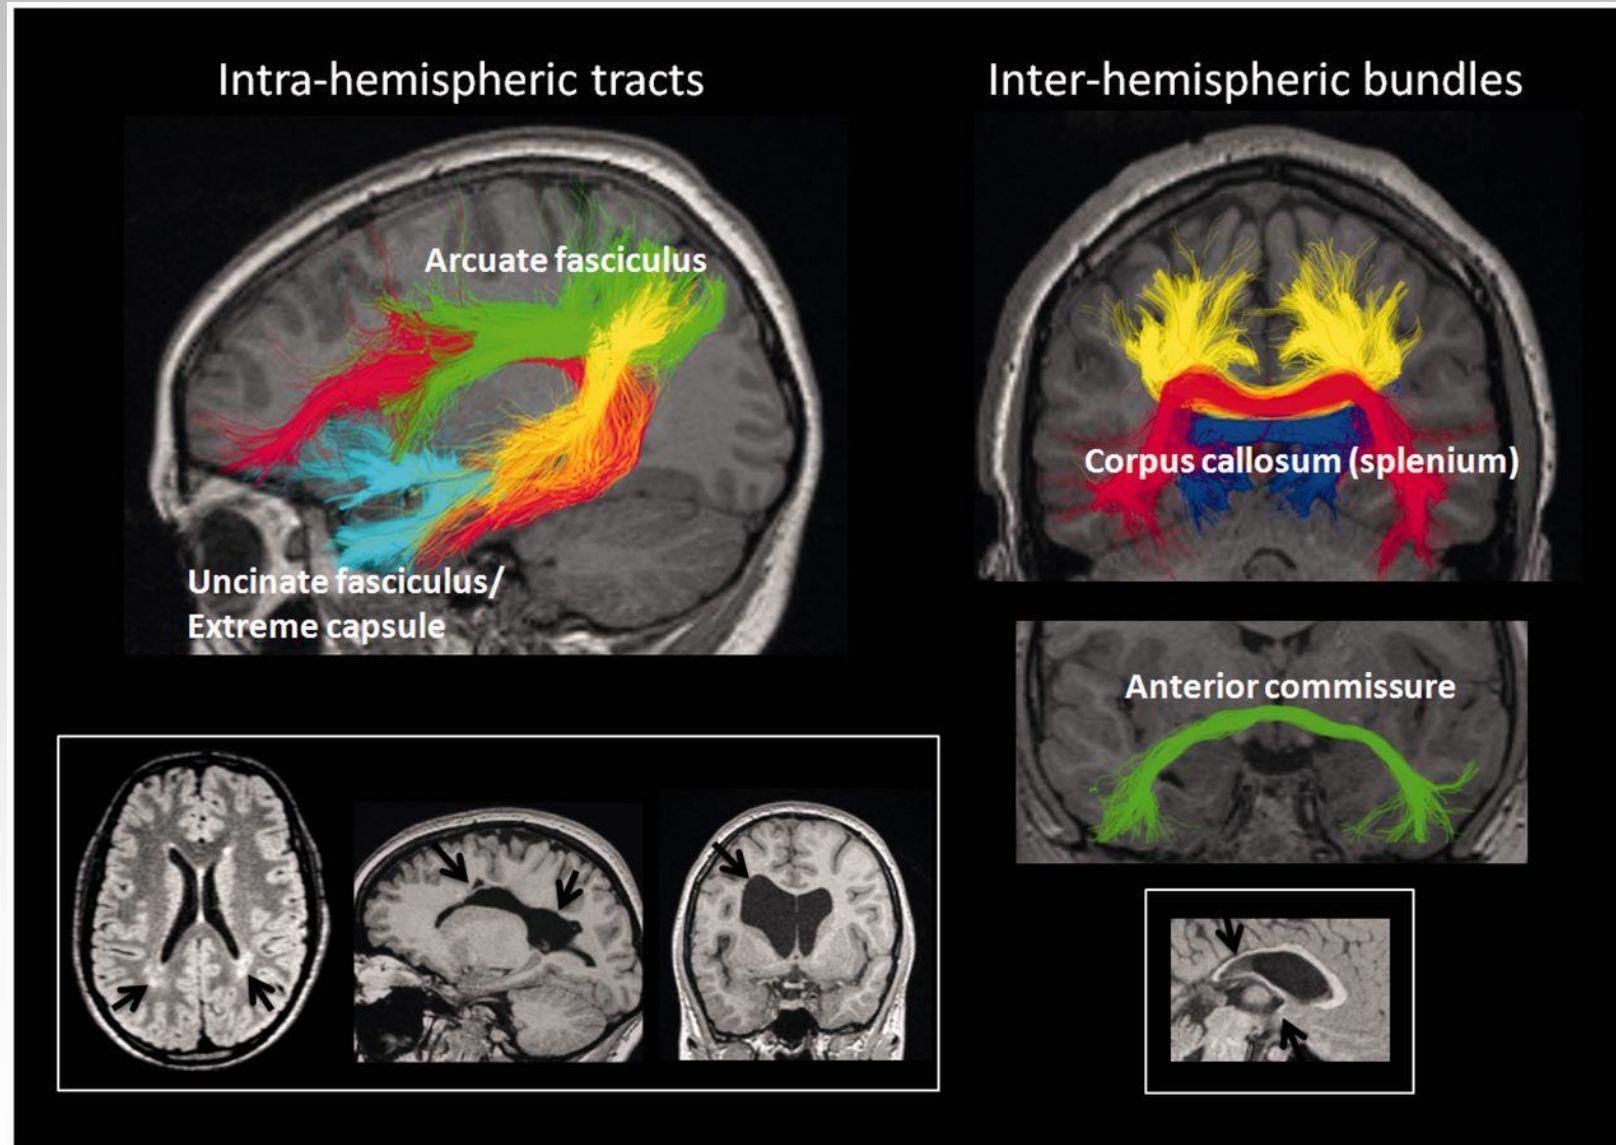 Intra-hemispheric tracts
Inter-hemispheric bundles
Arcuate fasciculus
Uncinate fasciculus/
Extreme capsule
Corpus callosum (splenium)
Anterior commissure